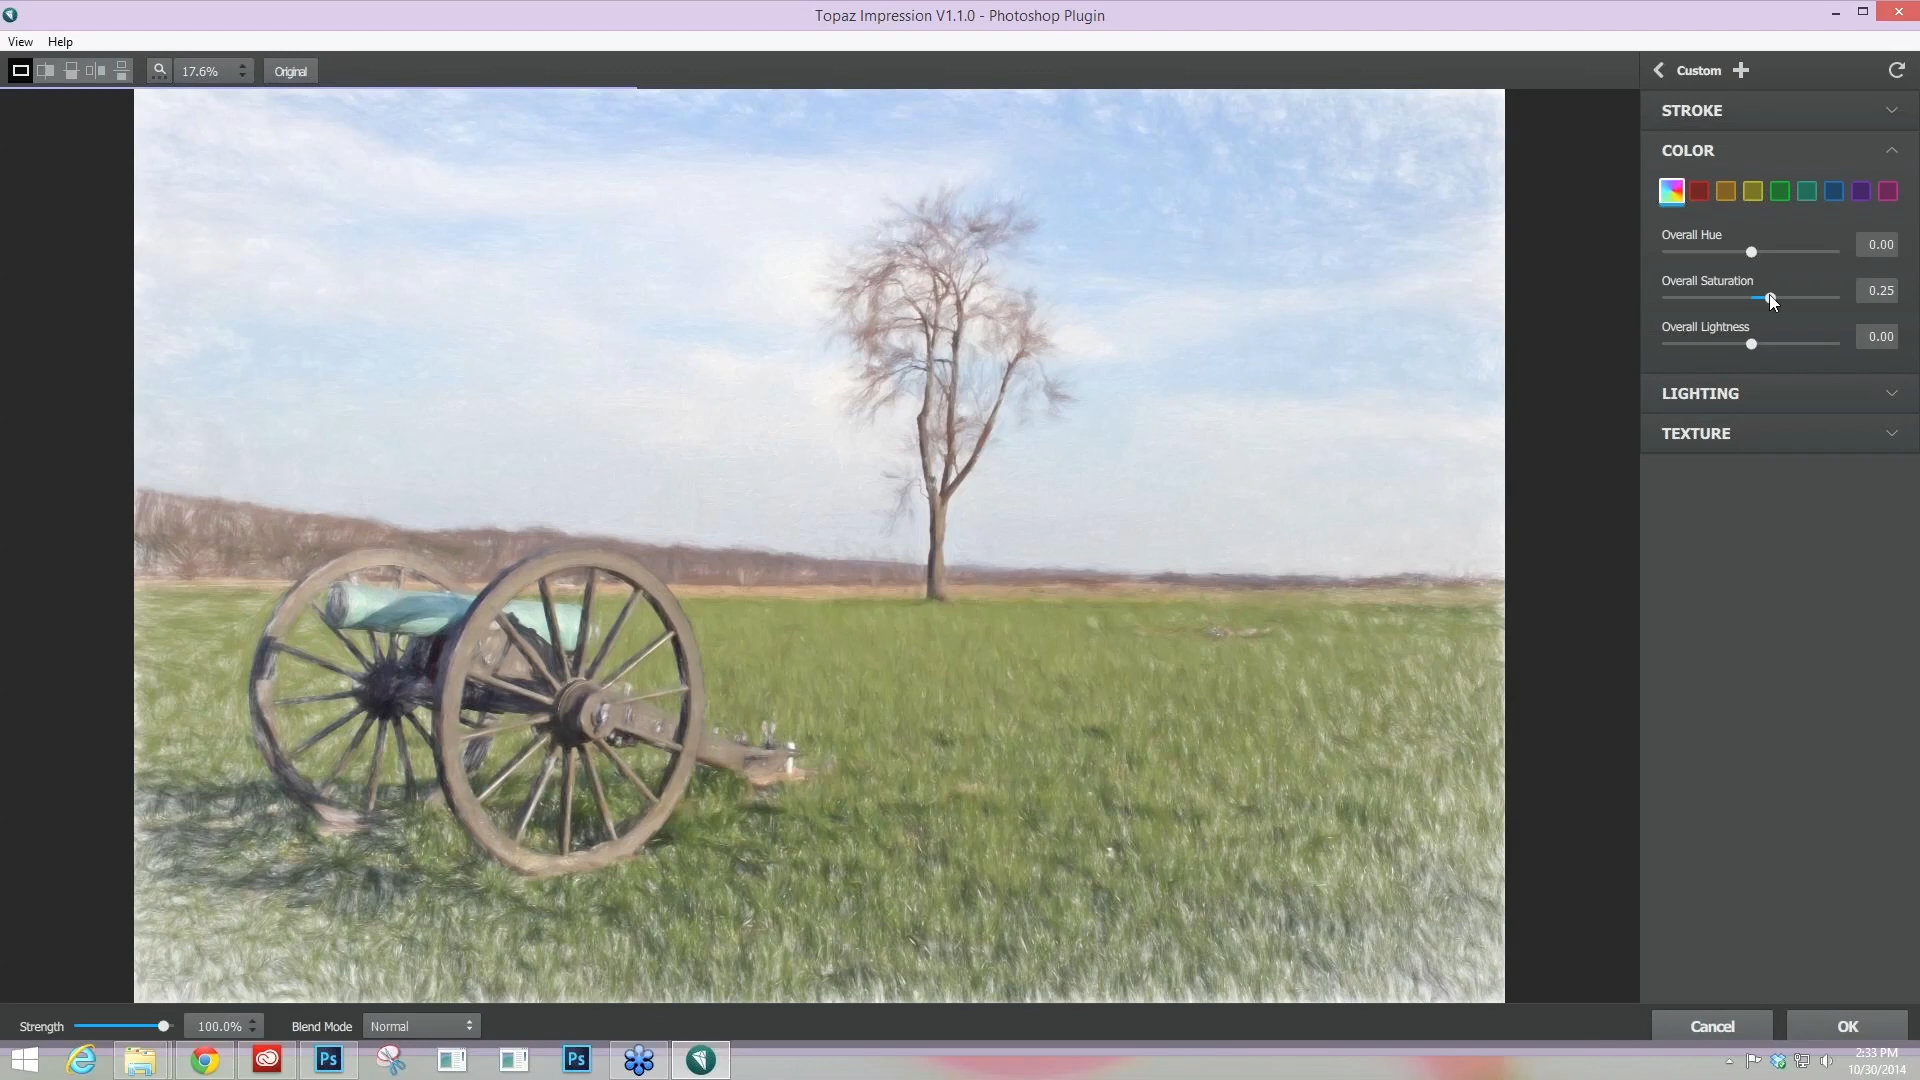 Topaz Impression V1.1.0 - Photoshop Plugin
View Help
17.6% Original
Custom
STROKE
COLOR
Overall Hue 0.00
Overall Saturation 0.25
Overall Lightness 0.00
LIGHTING
TEXTURE
Strength 100.0% Blend Mode Normal
Cancel OK
Ps Ps
2:33 PM
10/30/2014